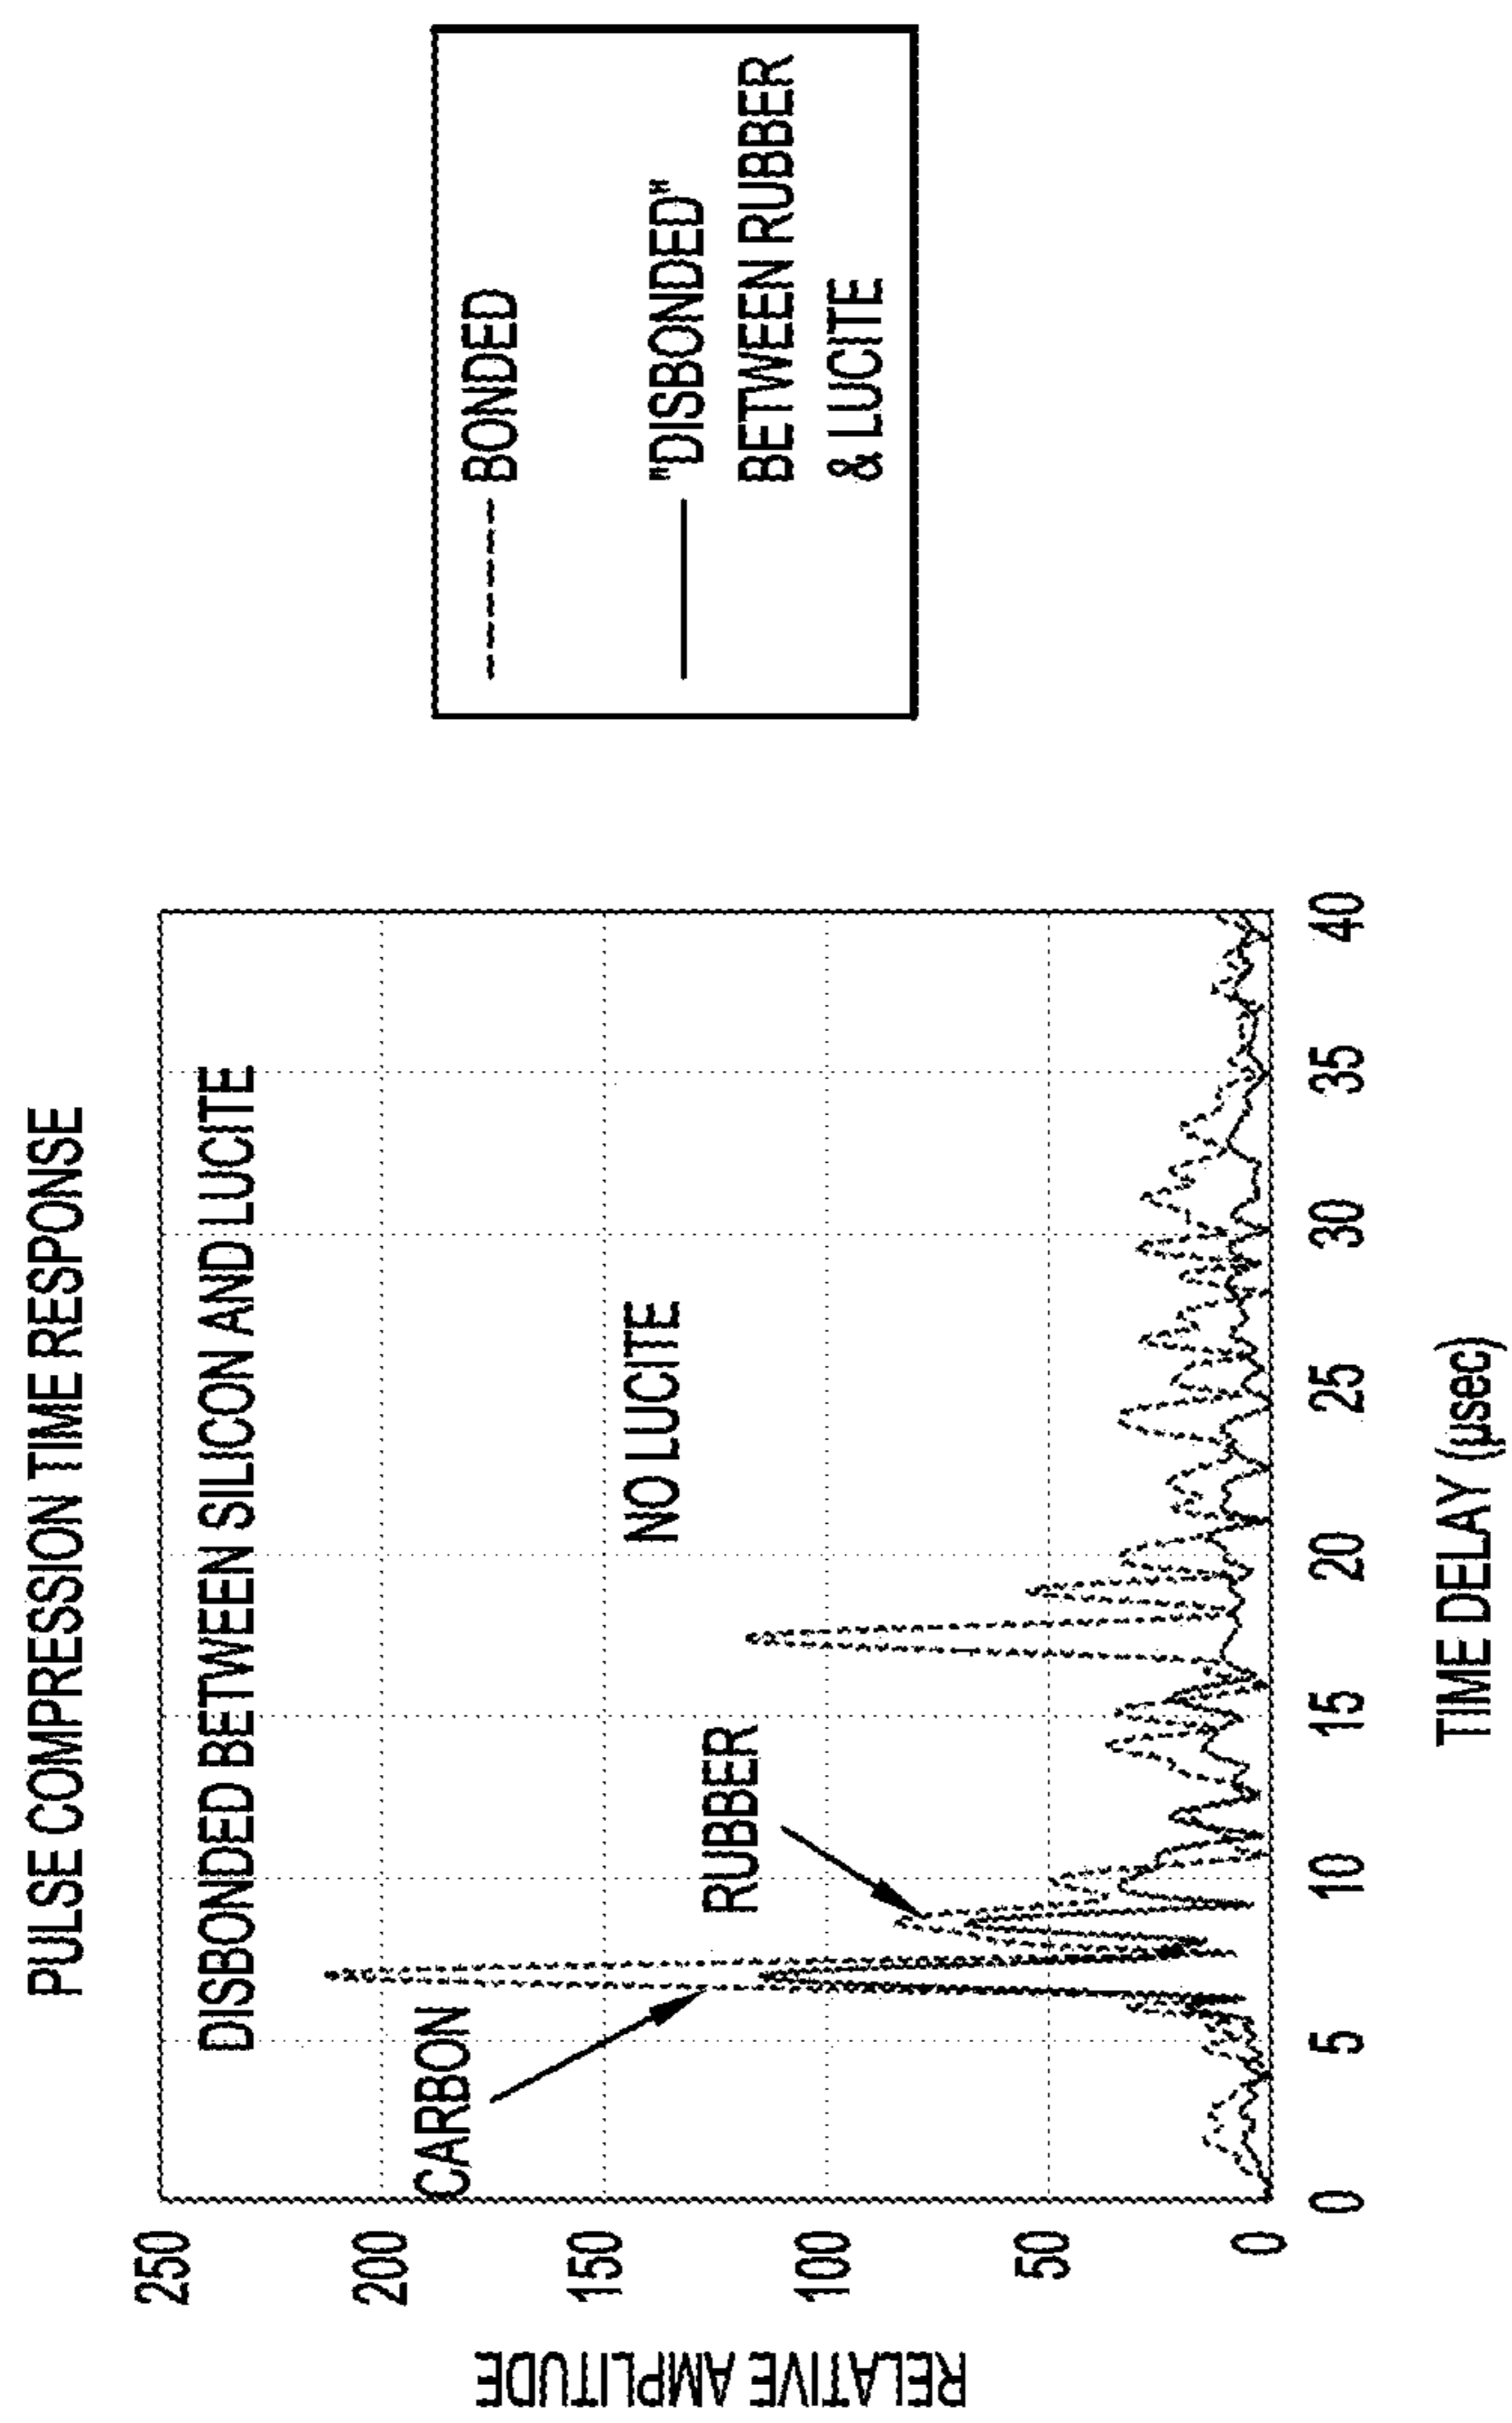 PULSE COMPRESSION TIME RESPONSE
DISBONDED BETWEEN SILICON AND LUCITE
CARBON
RUBBER
NO LUCITE
250
200
150
100
50
0
RELATIVE AMPLITUDE
0 5 10 15 20 25 30 35 40
TIME DELAY (µsec)
BONDED
"DISBONDED"
BETWEEN RUBBER
& LUCITE